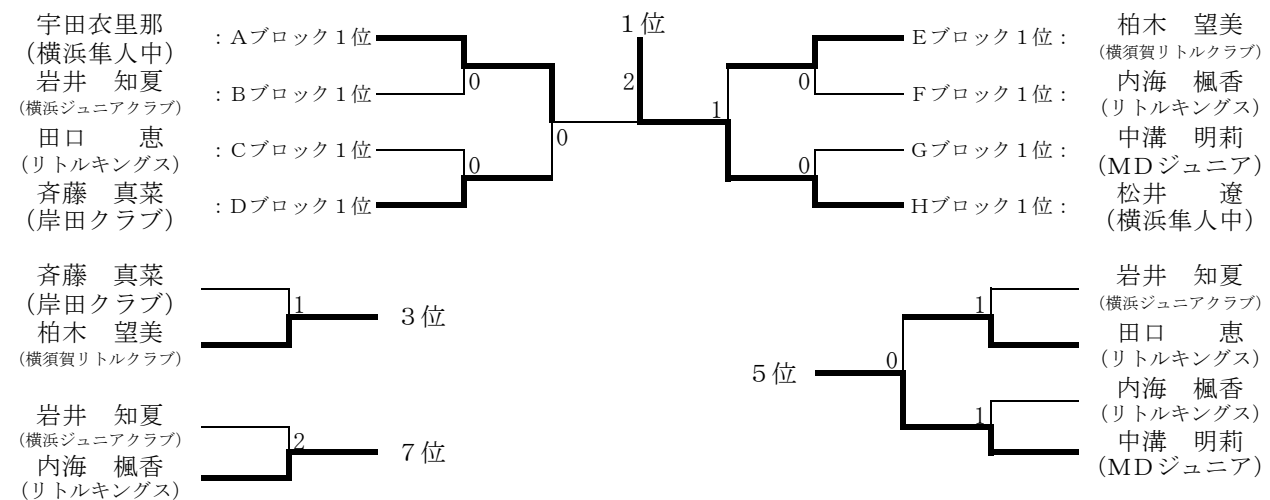 宇田衣里那
(横浜隼人中)
：Aブロック１位
岩井　知夏
(横浜ジュニアクラブ)
：Bブロック１位
田口　　恵
(リトルキングス)
：Cブロック１位
斉藤　真菜
(岸田クラブ)
：Dブロック１位
0
0
0
１位
2
1
0
0
Eブロック１位：
柏木　望美
(横須賀リトルクラブ)
Fブロック１位：
内海　楓香
(リトルキングス)
Gブロック１位：
中溝　明莉
(MDジュニア)
Hブロック１位：
松井　　遼
(横浜隼人中)
斉藤　真菜
(岸田クラブ)
柏木　望美
(横須賀リトルクラブ)
1
３位
岩井　知夏
(横浜ジュニアクラブ)
内海　楓香
(リトルキングス)
2
７位
５位
0
1
1
岩井　知夏
(横浜ジュニアクラブ)
田口　　恵
(リトルキングス)
内海　楓香
(リトルキングス)
中溝　明莉
(MDジュニア)